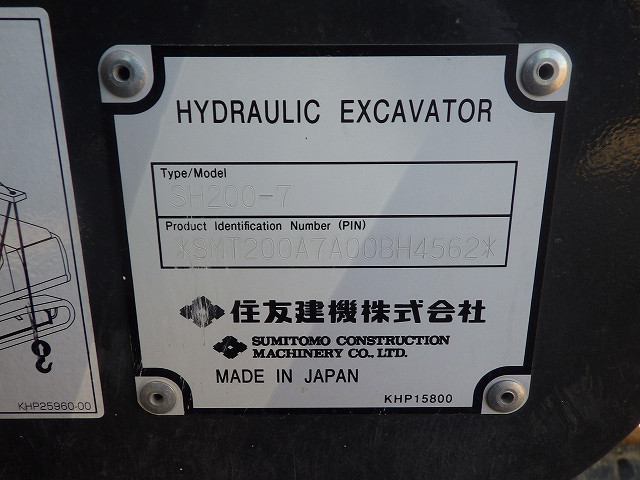 HYDRAULIC EXCAVATOR
Type/Model
SH200-7
Product Identification Number (PIN)
*SMT200A7A00BH4562*
住友建機株式会社
SUMITOMO CONSTRUCTION
MACHINERY CO., LTD.
MADE IN JAPAN
KHP15800
KHP25960-00